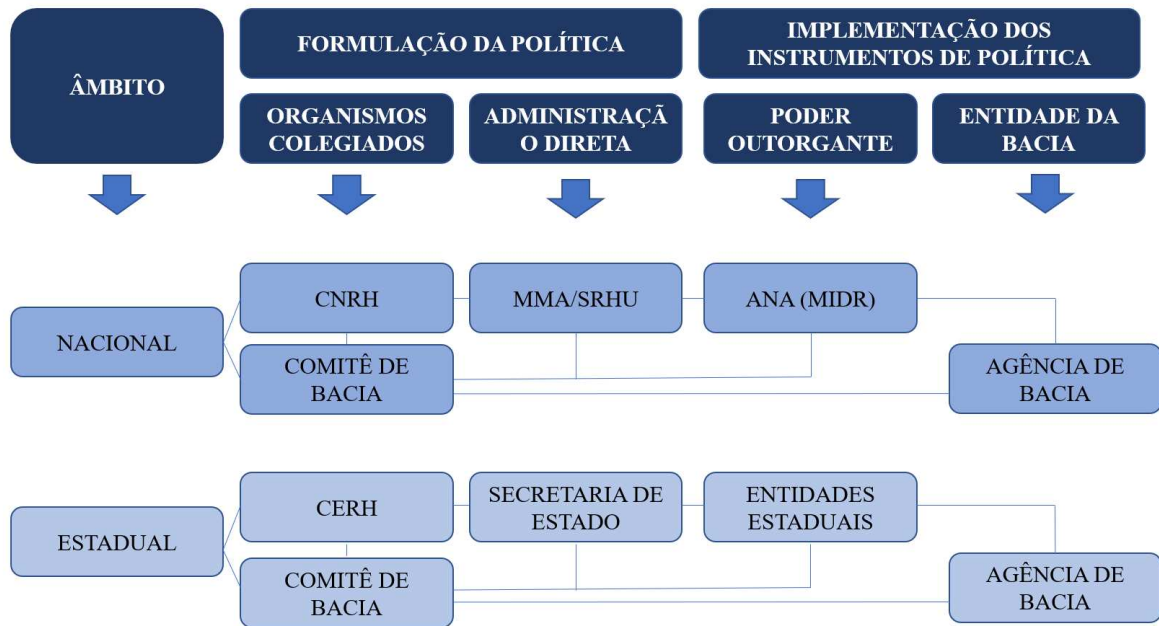 ÂMBITO
FORMULAÇÃO DA POLÍTICA
IMPLEMENTAÇÃO DOS
INSTRUMENTOS DE POLÍTICA
ORGANISMOS
COLEGIADOS
ADMINISTRAÇÃ
O DIRETA
PODER
OUTORGANTE
ENTIDADE DA
BACIA
NACIONAL
CNRH
MMA/SRHU
ANA (MIDR)
COMITÊ DE
BACIA
AGÊNCIA DE
BACIA
ESTADUAL
CERH
SECRETARIA DE
ESTADO
ENTIDADES
ESTADUAIS
COMITÊ DE
BACIA
AGÊNCIA DE
BACIA